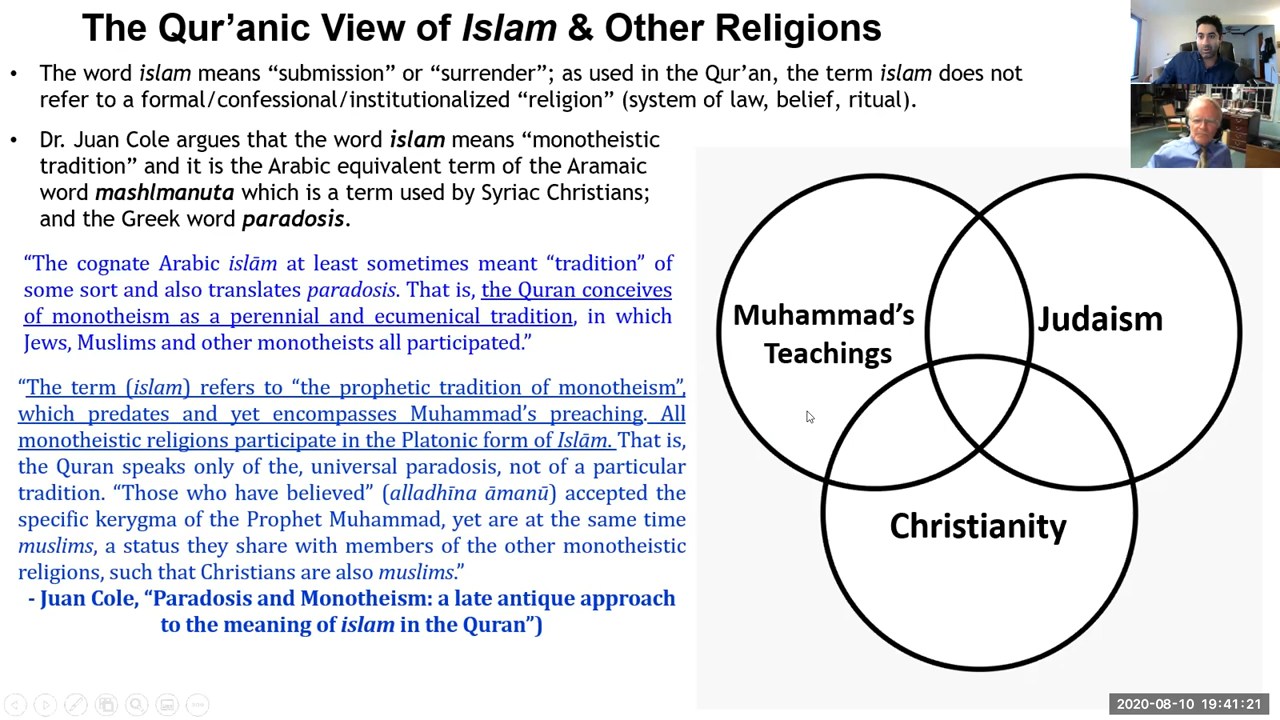 The Qur’anic View of Islam & Other Religions
• The word islam means “submission” or “surrender”; as used in the Qur’an, the term islam does not
refer to a formal/confessional/institutionalized “religion” (system of law, belief, ritual).
• Dr. Juan Cole argues that the word islam means “monotheistic
tradition” and it is the Arabic equivalent term of the Aramaic
word mashlmanuta which is a term used by Syriac Christians;
and the Greek word paradosis.
“The cognate Arabic islām at least sometimes meant “tradition” of
some sort and also translates paradosis. That is, the Quran conceives
of monotheism as a perennial and ecumenical tradition, in which
Jews, Muslims and other monotheists all participated.”
“The term (islam) refers to “the prophetic tradition of monotheism”,
which predates and yet encompasses Muhammad’s preaching. All
monotheistic religions participate in the Platonic form of Islām. That is,
the Quran speaks only of the, universal paradosis, not of a particular
tradition. “Those who have believed” (alladhīna āmanū) accepted the
specific kerygma of the Prophet Muhammad, yet are at the same time
muslims, a status they share with members of the other monotheistic
religions, such that Christians are also muslims.”
- Juan Cole, “Paradosis and Monotheism: a late antique approach
to the meaning of islam in the Quran”)
Muhammad’s
Teachings
Judaism
Christianity
2020-08-10 19:41:21